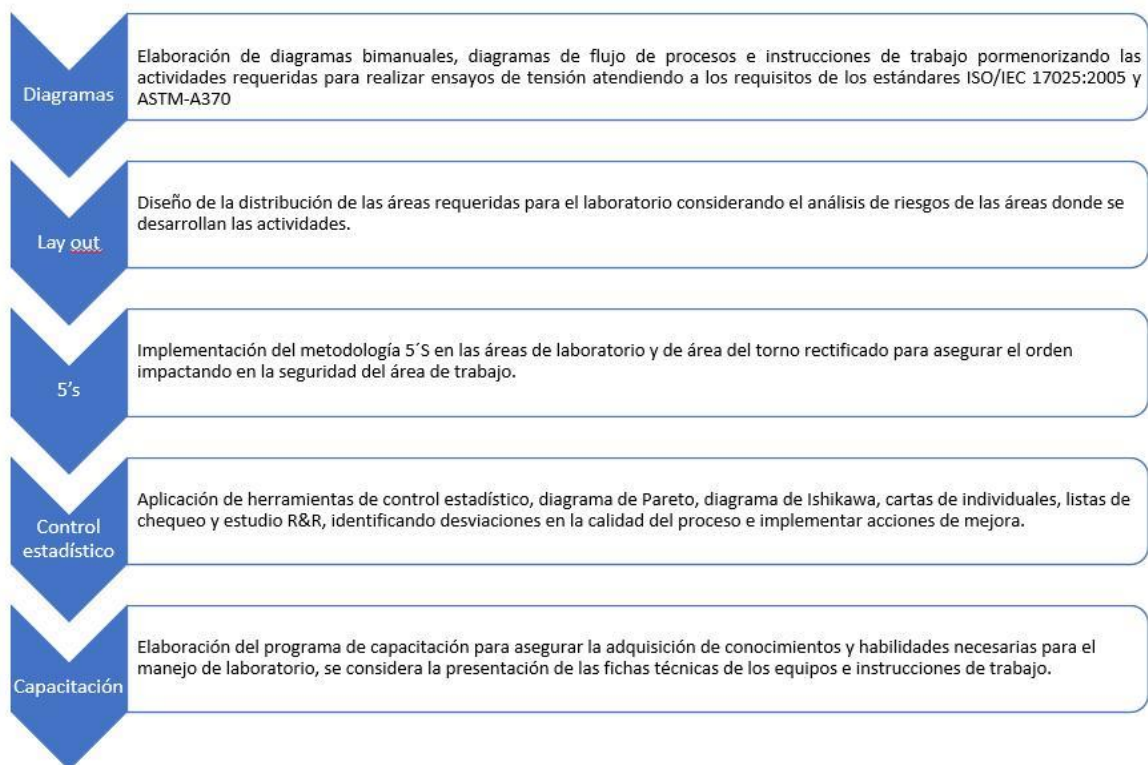 Diagramas
Elaboración de diagramas bimanuales, diagramas de flujo de procesos e instrucciones de trabajo pormenorizando las
actividades requeridas para realizar ensayos de tensión atendiendo a los requisitos de los estándares ISO/IEC 17025:2005 y
ASTM-A370
Lay out
Diseño de la distribución de las áreas requeridas para el laboratorio considerando el análisis de riesgos de las áreas donde se
desarrollan las actividades.
5's
Implementación del metodología 5´S en las áreas de laboratorio y de área del torno rectificado para asegurar el orden
impactando en la seguridad del área de trabajo.
Control
estadístico
Aplicación de herramientas de control estadístico, diagrama de Pareto, diagrama de Ishikawa, cartas de individuales, listas de
chequeo y estudio R&R, identificando desviaciones en la calidad del proceso e implementar acciones de mejora.
Capacitación
Elaboración del programa de capacitación para asegurar la adquisición de conocimientos y habilidades necesarias para el
manejo de laboratorio, se considera la presentación de las fichas técnicas de los equipos e instrucciones de trabajo.